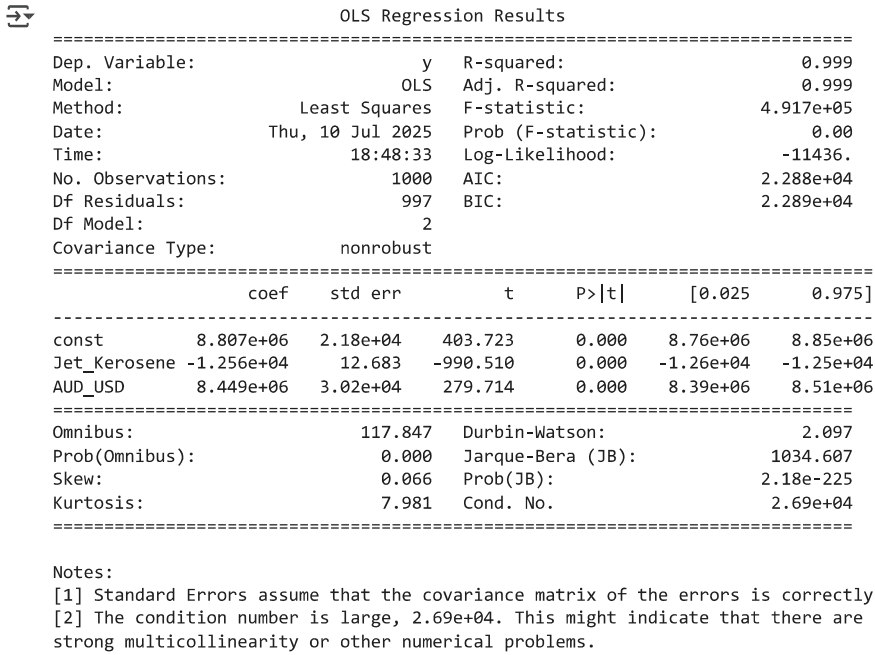 OLS Regression Results
==============================================================================
Dep. Variable:                      y   R-squared:                       0.999
Model:                            OLS   Adj. R-squared:                  0.999
Method:                 Least Squares   F-statistic:                 4.917e+05
Date:                Thu, 10 Jul 2025   Prob (F-statistic):               0.00
Time:                        18:48:33   Log-Likelihood:                -11436.
No. Observations:                1000   AIC:                         2.288e+04
Df Residuals:                     997   BIC:                         2.289e+04
Df Model:                           2
Covariance Type:            nonrobust
================================================================================
                   coef    std err          t      P>|t|      [0.025      0.975]
--------------------------------------------------------------------------------
const         8.807e+06   2.18e+04    403.723      0.000    8.76e+06    8.85e+06
Jet_Kerosene -1.256e+04     12.683   -990.510      0.000   -1.26e+04   -1.25e+04
AUD_USD       8.449e+06   3.02e+04    279.714      0.000    8.39e+06    8.51e+06
==============================================================================
Omnibus:                      117.847   Durbin-Watson:                   2.097
Prob(Omnibus):                  0.000   Jarque-Bera (JB):             1034.607
Skew:                           0.066   Prob(JB):                    2.18e-225
Kurtosis:                       7.981   Cond. No.                     2.69e+04
==============================================================================
Notes:
[1] Standard Errors assume that the covariance matrix of the errors is correctly
[2] The condition number is large, 2.69e+04. This might indicate that there are
strong multicollinearity or other numerical problems.